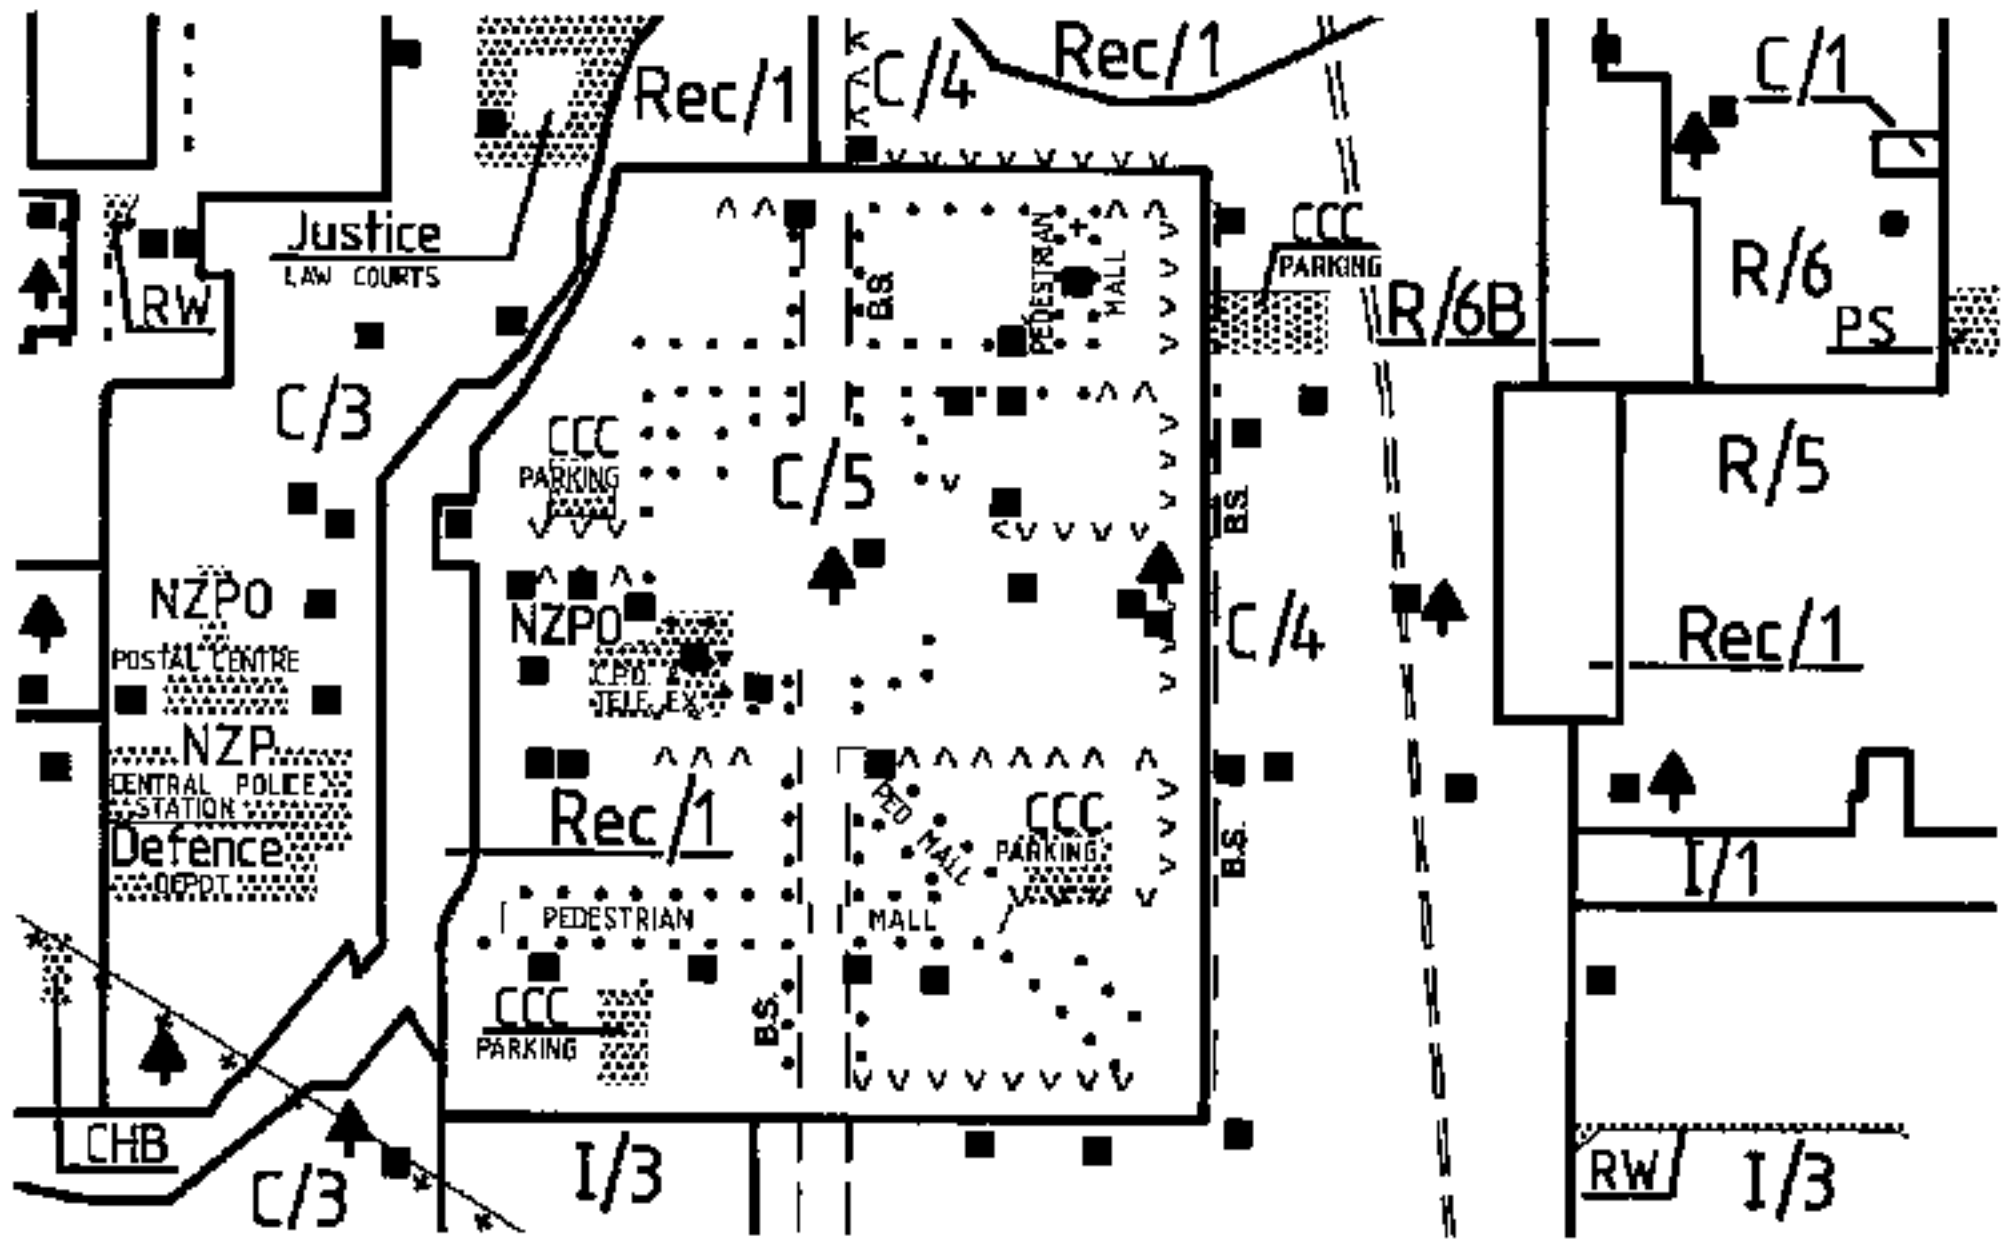 Rec/1
C/4
Rec/1
C/1
Justice
LAW COURTS
RW
PEDESTRIAN
MALL
B.S.
CCC
PARKING
R/6B
R/6
PS
C/3
CCC
PARKING
C/5
B.S.
R/5
NZPO
POSTAL CENTRE
NZPO
C.P.O. &
TELE. EX.
C/4
Rec/1
NZP
CENTRAL POLICE
STATION
Defence
DEPOT
Rec/1
PED MALL
CCC
PARKING
B.S.
I/1
PEDESTRIAN MALL
CCC
PARKING
B.S.
CHB
C/3
I/3
RW
I/3